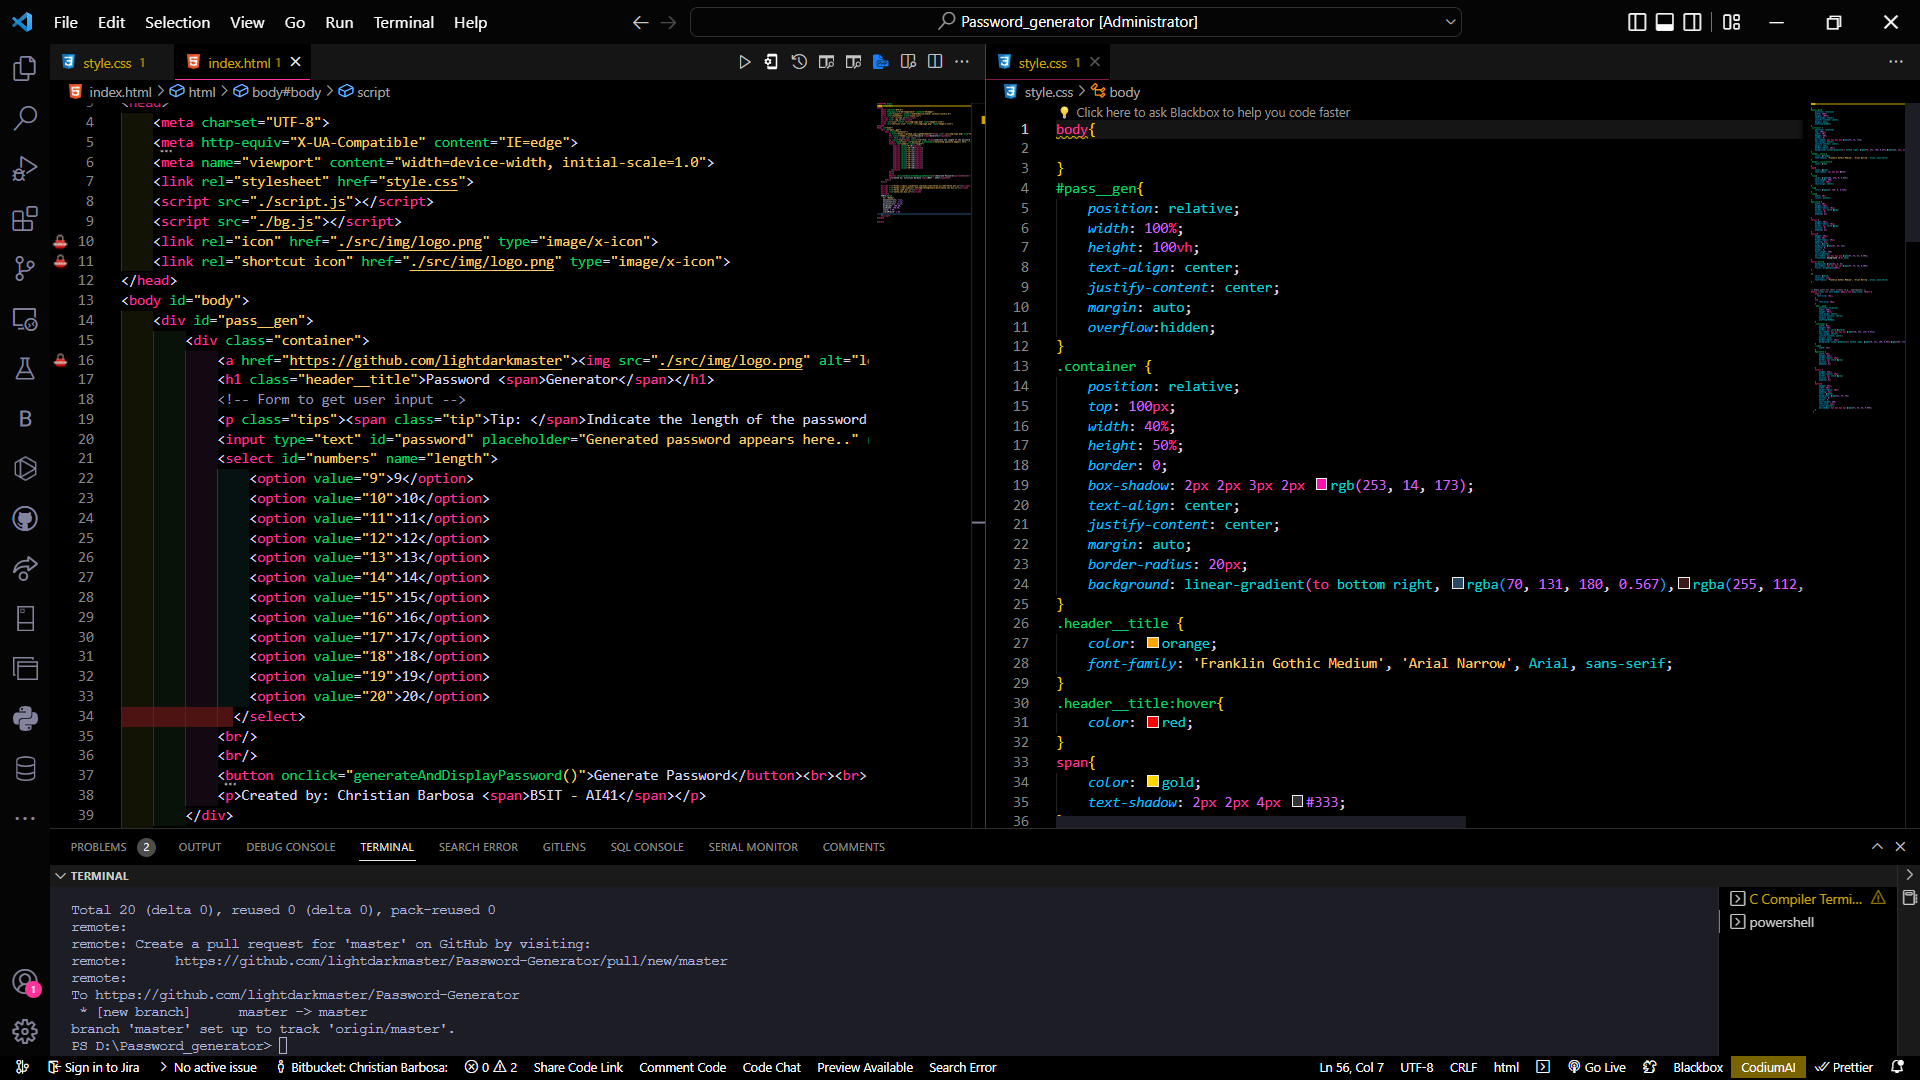 File Edit Selection View Go Run Terminal Help
Password_generator [Administrator]
style.css 1
index.html 1
index.html > html > body#body > script
4 <meta charset="UTF-8">
5 <meta http-equiv="X-UA-Compatible" content="IE=edge">
6 <meta name="viewport" content="width=device-width, initial-scale=1.0">
7 <link rel="stylesheet" href="style.css">
8 <script src="./script.js"></script>
9 <script src="./bg.js"></script>
10 <link rel="icon" href="./src/img/logo.png" type="image/x-icon">
11 <link rel="shortcut icon" href="./src/img/logo.png" type="image/x-icon">
12 </head>
13 <body id="body">
14 <div id="pass__gen">
15 <div class="container">
16 <a href="https://github.com/lightdarkmaster"><img src="./src/img/logo.png" alt="l
17 <h1 class="header__title">Password <span>Generator</span></h1>
18 <!-- Form to get user input -->
19 <p class="tips"><span class="tip">Tip: </span>Indicate the length of the password
20 <input type="text" id="password" placeholder="Generated password appears here.."
21 <select id="numbers" name="length">
22 <option value="9">9</option>
23 <option value="10">10</option>
24 <option value="11">11</option>
25 <option value="12">12</option>
26 <option value="13">13</option>
27 <option value="14">14</option>
28 <option value="15">15</option>
29 <option value="16">16</option>
30 <option value="17">17</option>
31 <option value="18">18</option>
32 <option value="19">19</option>
33 <option value="20">20</option>
34 </select>
35 <br/>
36 <br/>
37 <button onclick="generateAndDisplayPassword()">Generate Password</button><br><br>
38 <p>Created by: Christian Barbosa <span>BSIT - AI41</span></p>
39 </div>
style.css 1
style.css > body
Click here to ask Blackbox to help you code faster
1 body{
2
3 }
4 #pass__gen{
5 position: relative;
6 width: 100%;
7 height: 100vh;
8 text-align: center;
9 justify-content: center;
10 margin: auto;
11 overflow:hidden;
12 }
13 .container {
14 position: relative;
15 top: 100px;
16 width: 40%;
17 height: 50%;
18 border: 0;
19 box-shadow: 2px 2px 3px 2px rgb(253, 14, 173);
20 text-align: center;
21 justify-content: center;
22 margin: auto;
23 border-radius: 20px;
24 background: linear-gradient(to bottom right, rgba(70, 131, 180, 0.567),rgba(255, 112,
25 }
26 .header__title {
27 color: orange;
28 font-family: 'Franklin Gothic Medium', 'Arial Narrow', Arial, sans-serif;
29 }
30 .header__title:hover{
31 color: red;
32 }
33 span{
34 color: gold;
35 text-shadow: 2px 2px 4px #333;
36
PROBLEMS 2 OUTPUT DEBUG CONSOLE TERMINAL SEARCH ERROR GITLENS SQL CONSOLE SERIAL MONITOR COMMENTS
TERMINAL
Total 20 (delta 0), reused 0 (delta 0), pack-reused 0
remote:
remote: Create a pull request for 'master' on GitHub by visiting:
remote: https://github.com/lightdarkmaster/Password-Generator/pull/new/master
remote:
To https://github.com/lightdarkmaster/Password-Generator
* [new branch] master -> master
branch 'master' set up to track 'origin/master'.
PS D:\Password_generator>
C Compiler Termi...
powershell
1
Sign in to Jira No active issue Bitbucket: Christian Barbosa: 0 2 Share Code Link Comment Code Code Chat Preview Available Search Error Ln 56, Col 7 UTF-8 CRLF html Go Live Blackbox CodiumAI Prettier